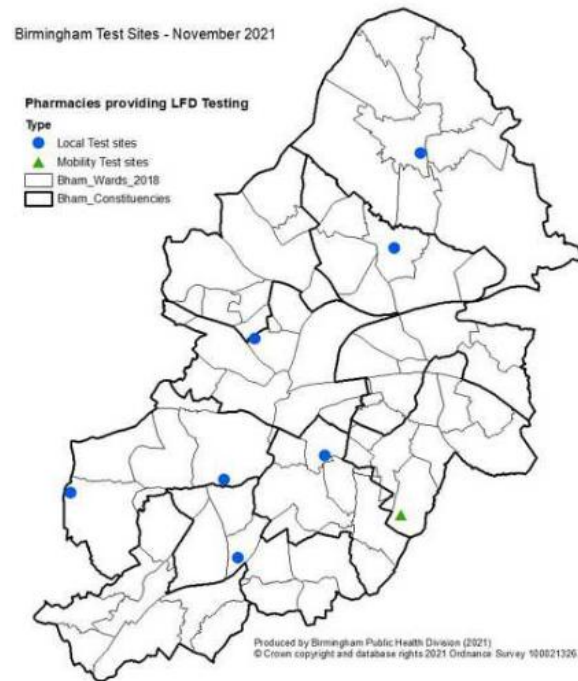 Birmingham Test Sites - November 2021
Pharmacies providing LFD Testing
Type
Local Test sites
Mobility Test sites
Bham_Wards_2018
Bham_Constituencies
Produced by Birmingham Public Health Division (2021)
© Crown copyright and database rights 2021 Ordnance Survey 100021326